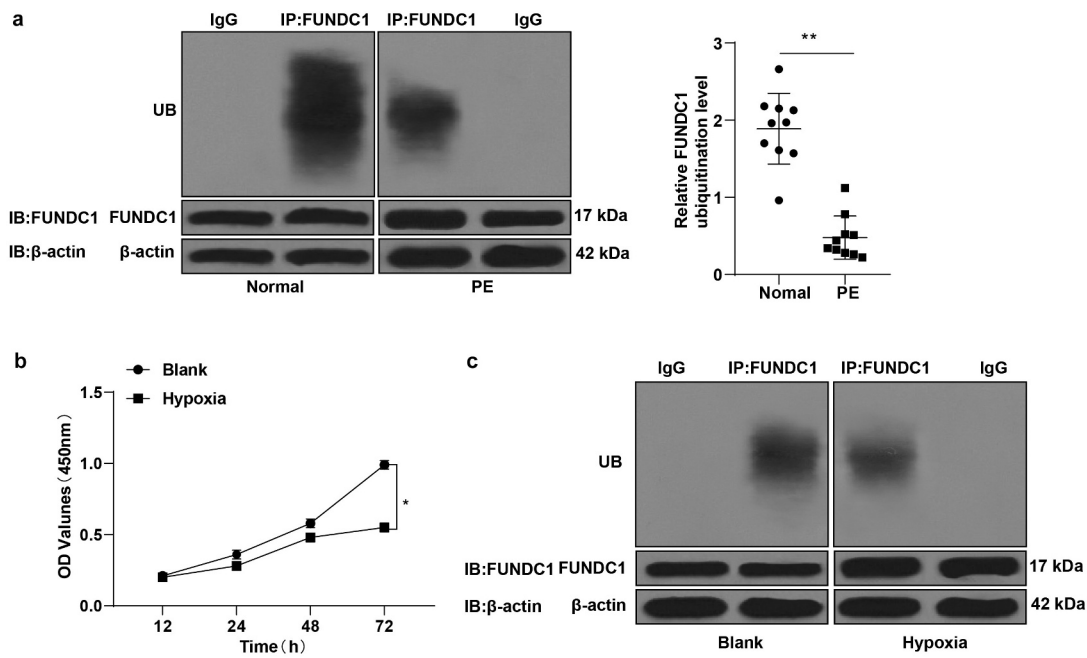 a
IgG IP:FUNDC1 IP:FUNDC1 IgG
UB
IB:FUNDC1 FUNDC1 17 kDa
IB:β-actin β-actin 42 kDa
Normal PE
Relative FUNDC1
ubiquitination level
3
**
2
1
0
Nomal PE
b
Blank
Hypoxia
OD Valunes（450nm）
1.5
1.0
0.5
0.0
*
12 24 48 72
Time（h）
c
IgG IP:FUNDC1 IP:FUNDC1 IgG
UB
IB:FUNDC1 FUNDC1 17 kDa
IB:β-actin β-actin 42 kDa
Blank Hypoxia